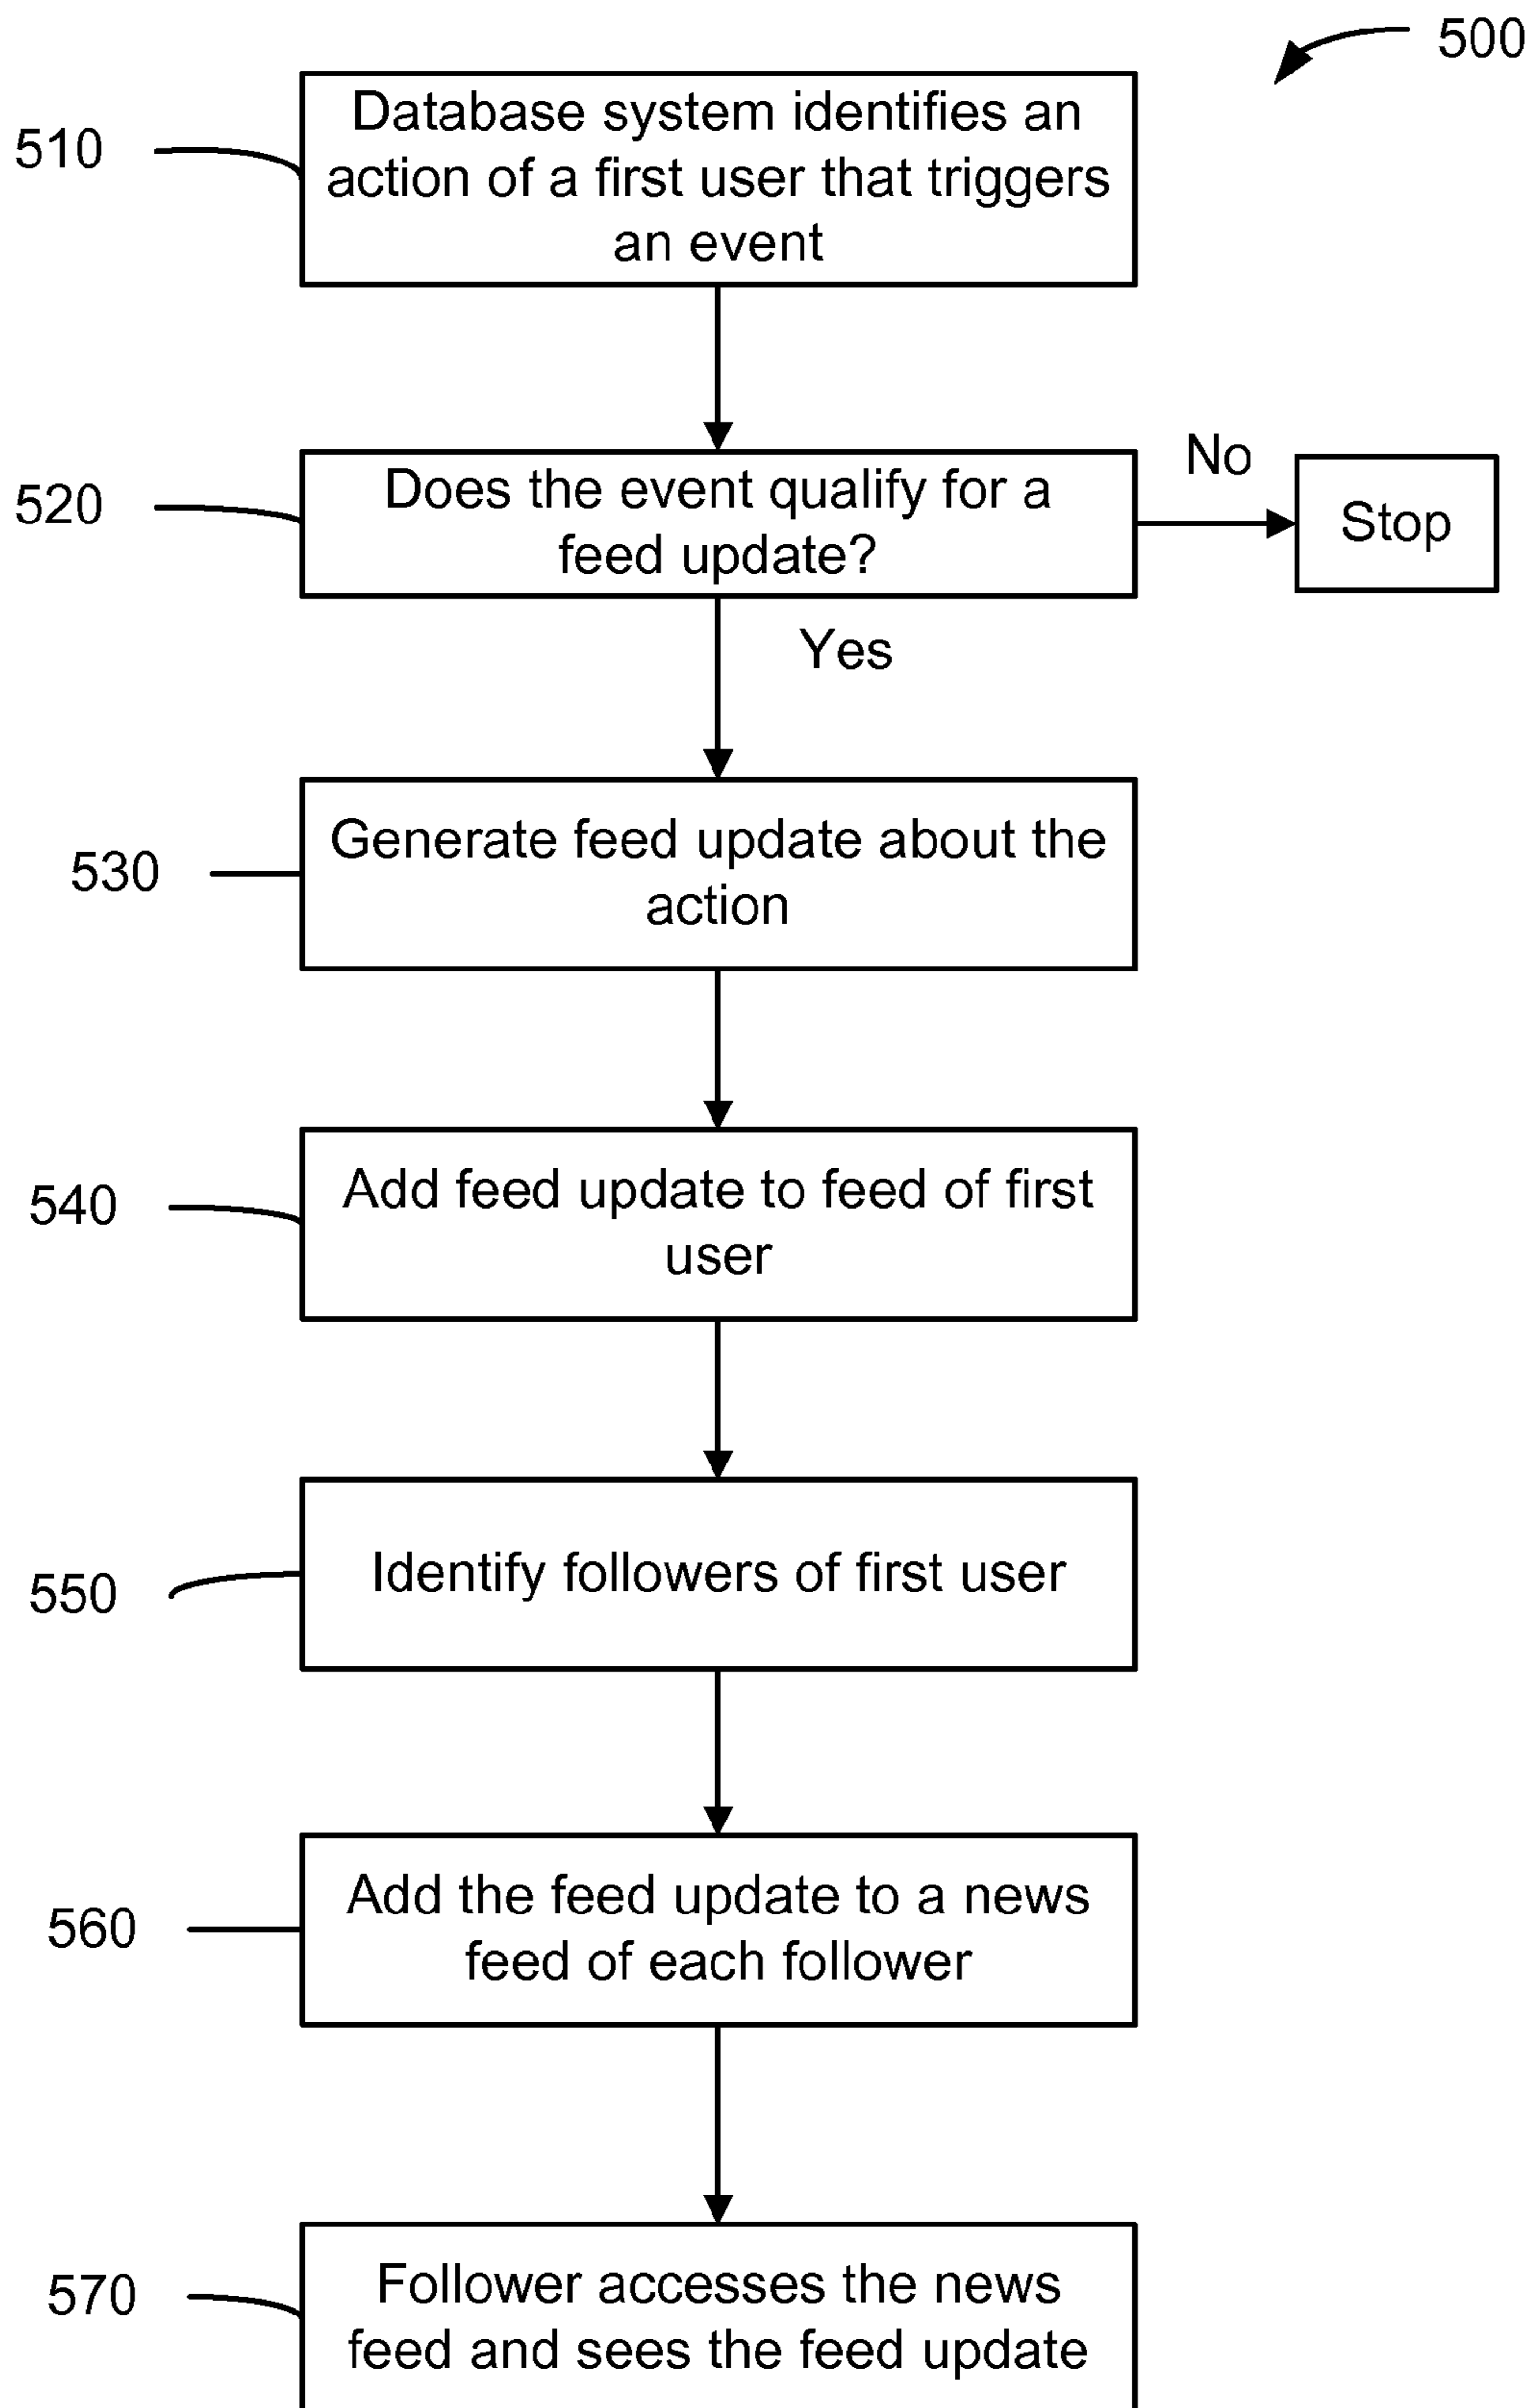 500
510
Database system identifies an
action of a first user that triggers
an event
520
Does the event qualify for a
feed update?
No
Stop
Yes
530
Generate feed update about the
action
540
Add feed update to feed of first
user
550
Identify followers of first user
560
Add the feed update to a news
feed of each follower
570
Follower accesses the news
feed and sees the feed update